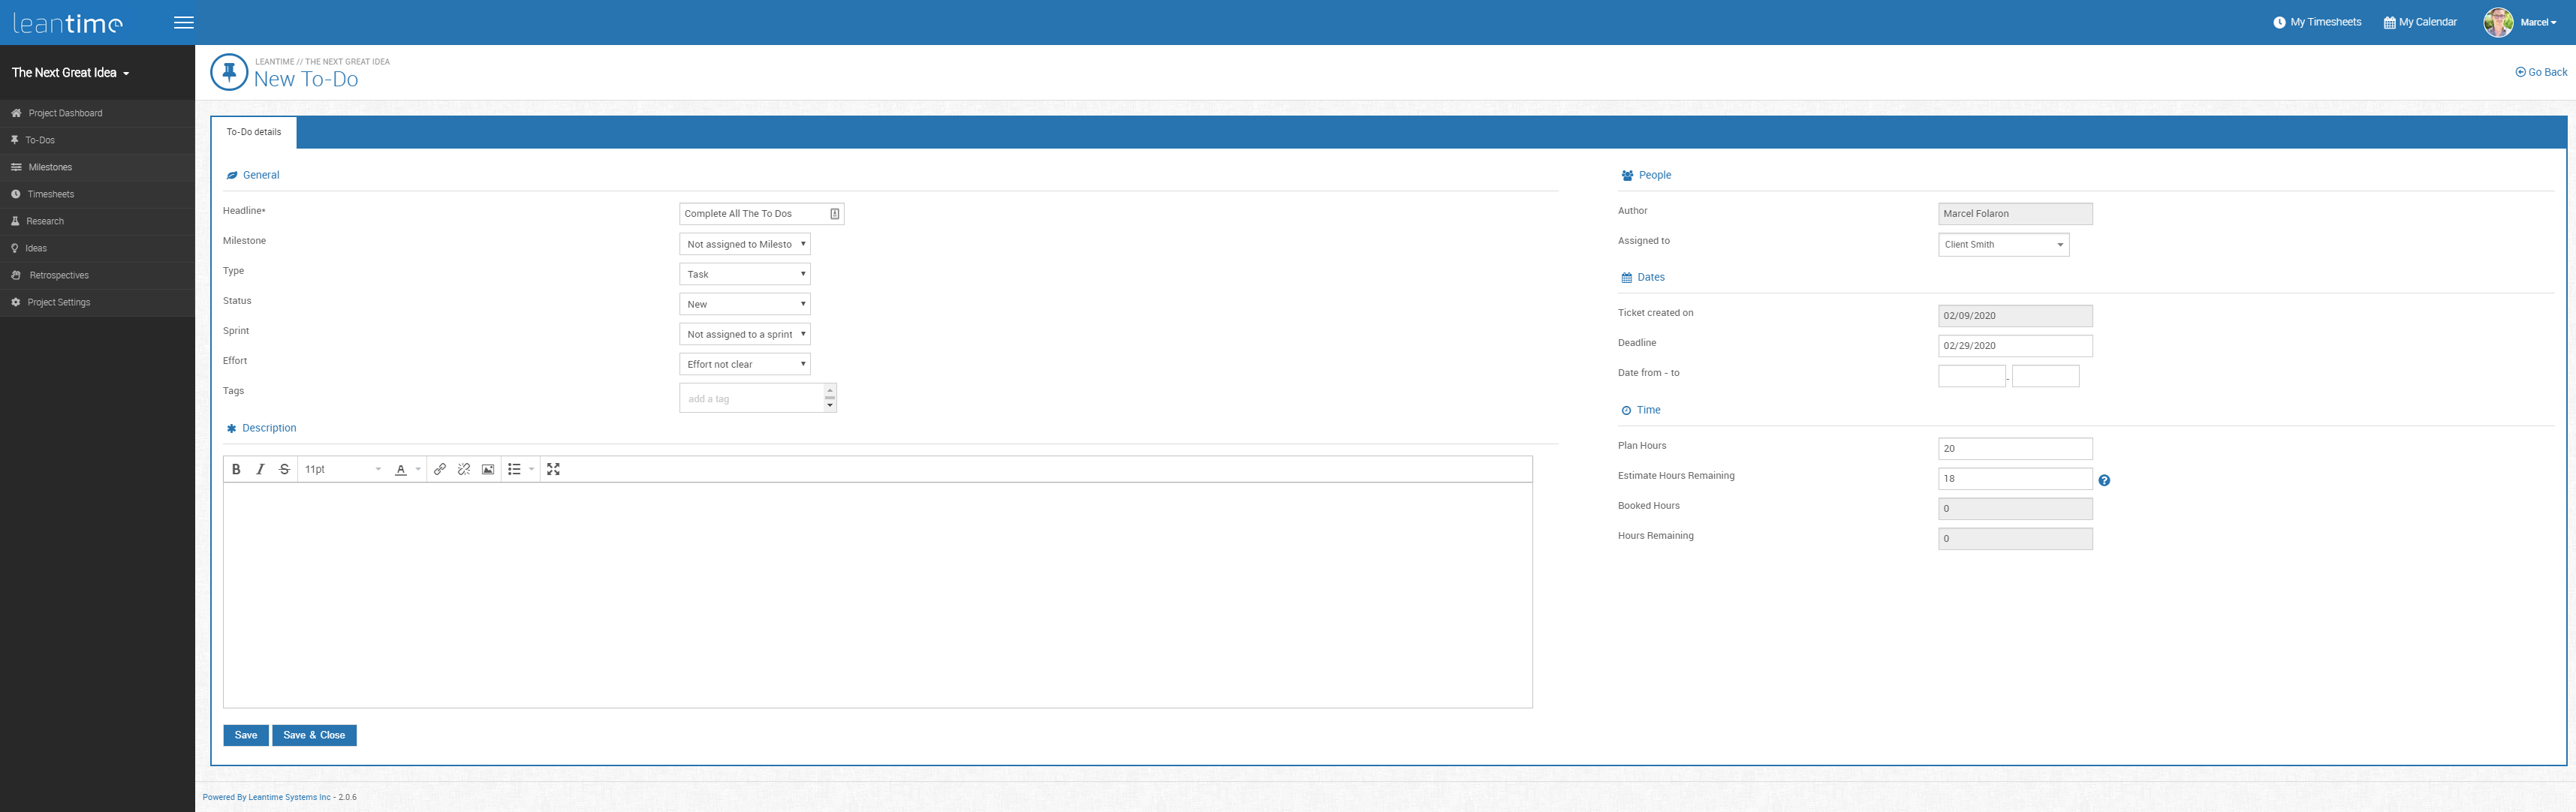 leantime
My Timesheets
My Calendar
Marcel
The Next Great Idea
Project Dashboard
To-Dos
Milestones
Timesheets
Research
Ideas
Retrospectives
Project Settings
LEANTIME // THE NEXT GREAT IDEA
New To-Do
Go Back
To-Do details
General
Headline*
Complete All The To Dos
Milestone
Not assigned to Milesto
Type
Task
Status
New
Sprint
Not assigned to a sprint
Effort
Effort not clear
Tags
add a tag
Description
B I S 11pt A
Save
Save & Close
People
Author
Marcel Folaron
Assigned to
Client Smith
Dates
Ticket created on
02/09/2020
Deadline
02/29/2020
Date from - to
-
Time
Plan Hours
20
Estimate Hours Remaining
18
?
Booked Hours
0
Hours Remaining
0
Powered By Leantime Systems Inc - 2.0.6